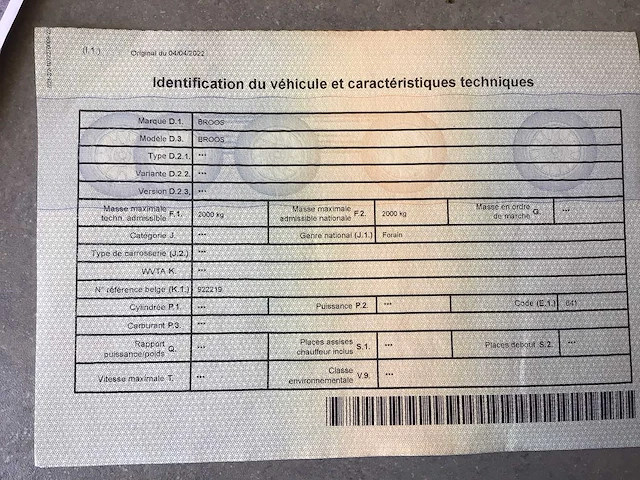 (I.1.) Original du 04/04/2022
Identification du véhicule et caractéristiques techniques
Marque D.1. BROOS
Modèle D.3. BROOS
Type D.2.1. ***
Variante D.2.2. ***
Version D.2.3. ***
Masse maximale techn. admissible F.1. 2000 kg Masse maximale admissible nationale F.2. 2000 kg Masse en ordre de marche G. ***
Catégorie J. *** Genre national (J.1.) Forain
Type de carrosserie (J.2.) ***
WVTA K. ***
N° référence belge (K.1.) 922219
Cylindrée P.1. *** Puissance P.2. *** Code (E.1.) 641
Carburant P.3. ***
Rapport puissance/poids Q. *** Places assises chauffeur inclus S.1. *** Places debout S.2. ***
Vitesse maximale T. *** Classe environnementale V.9. ***